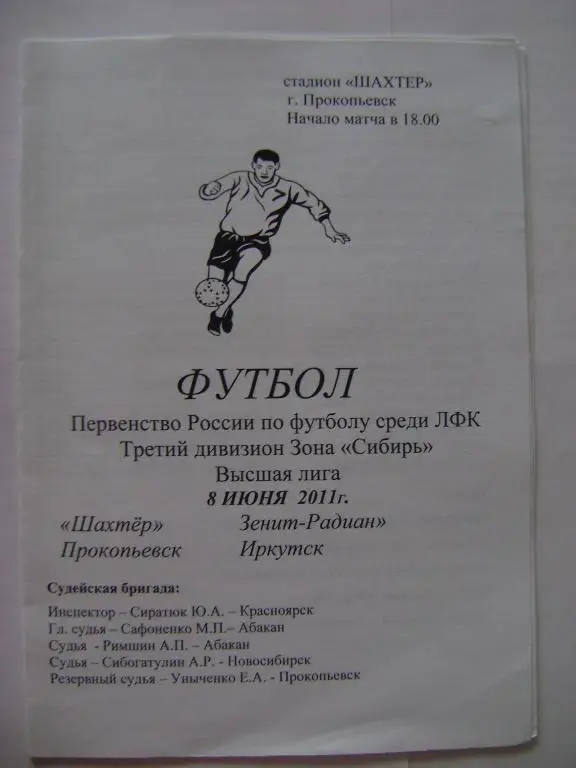 стадион «ШАХТЕР»
г. Прокопьевск
Начало матча в 18.00
ФУТБОЛ
Первенство России по футболу среди ЛФК
Третий дивизион Зона «Сибирь»
Высшая лига
8 ИЮНЯ 2011г.
«Шахтёр» Зенит-Радиан»
Прокопьевск Иркутск
Судейская бригада:
Инспектор – Сиратюк Ю.А. – Красноярск
Гл. судья – Сафоненко М.П.– Абакан
Судья - Римшин А.П. – Абакан
Судья – Сибогатулин А.Р. - Новосибирск
Резервный судья – Уныченко Е.А. - Прокопьевск